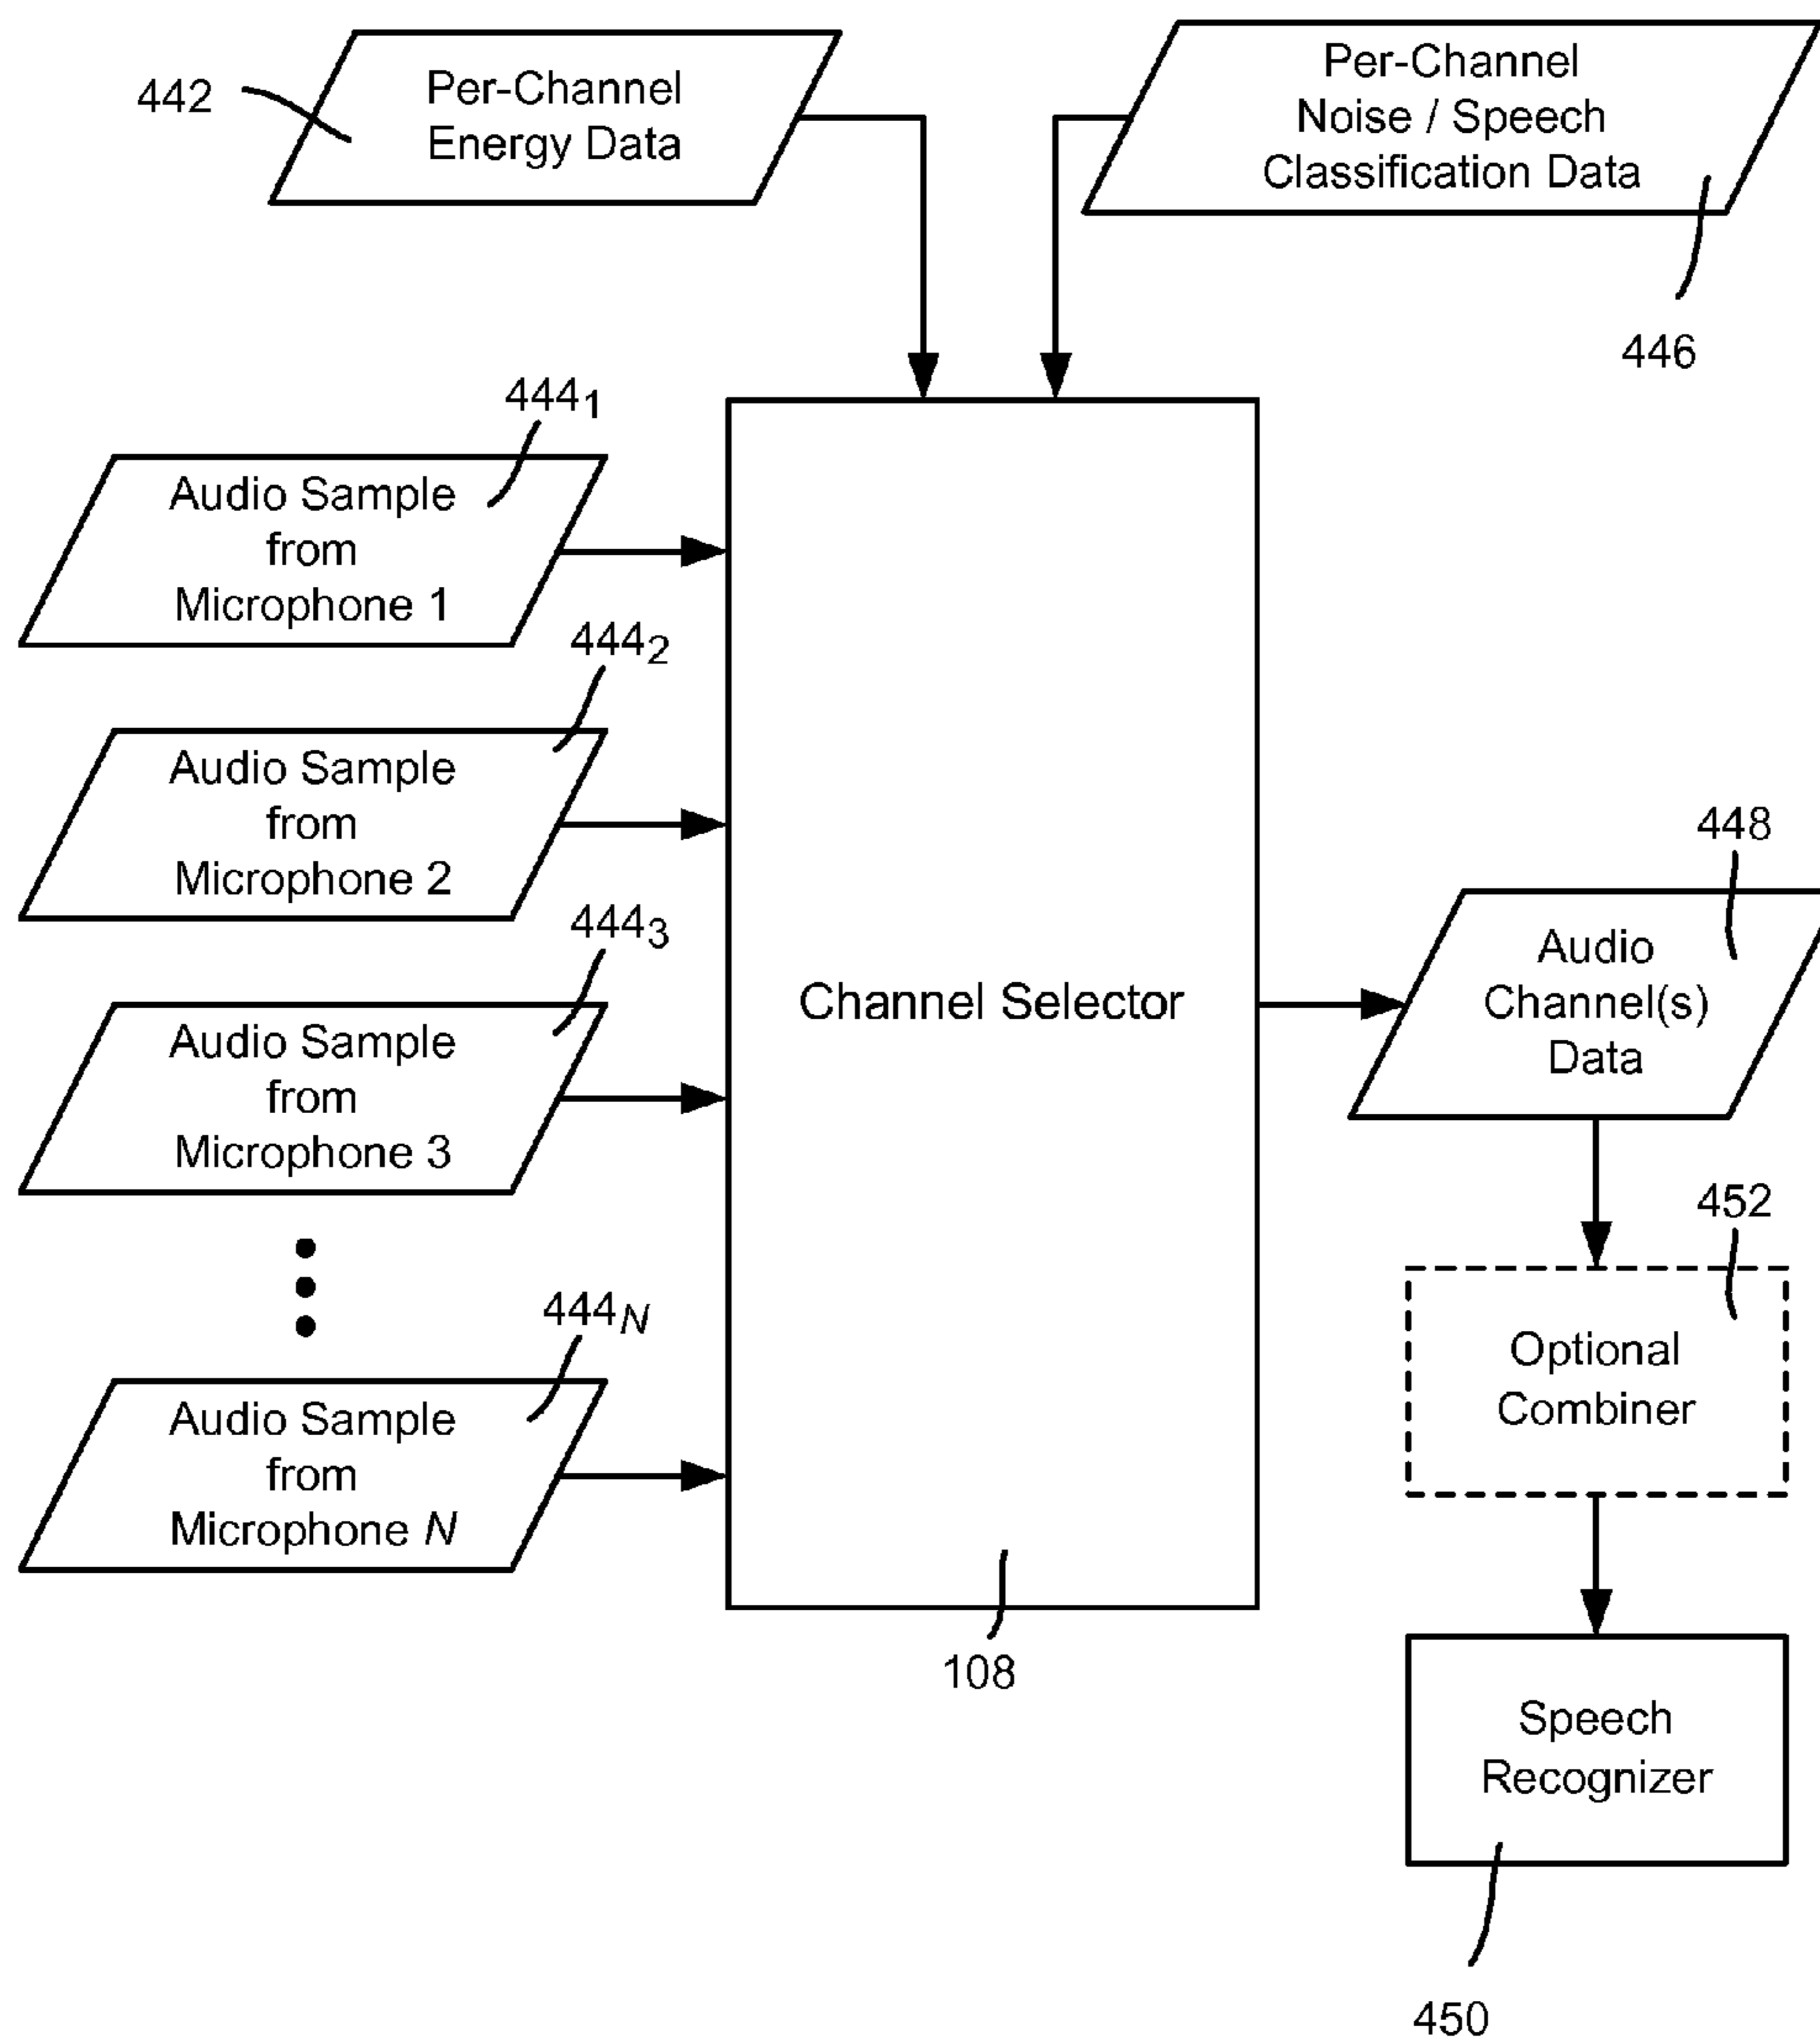 442
Per-Channel
Energy Data
Per-Channel
Noise / Speech
Classification Data
446
444₁
Audio Sample
from
Microphone 1
444₂
Audio Sample
from
Microphone 2
444₃
Audio Sample
from
Microphone 3
444N
Audio Sample
from
Microphone N
Channel Selector
108
448
Audio
Channel(s)
Data
452
Optional
Combiner
Speech
Recognizer
450